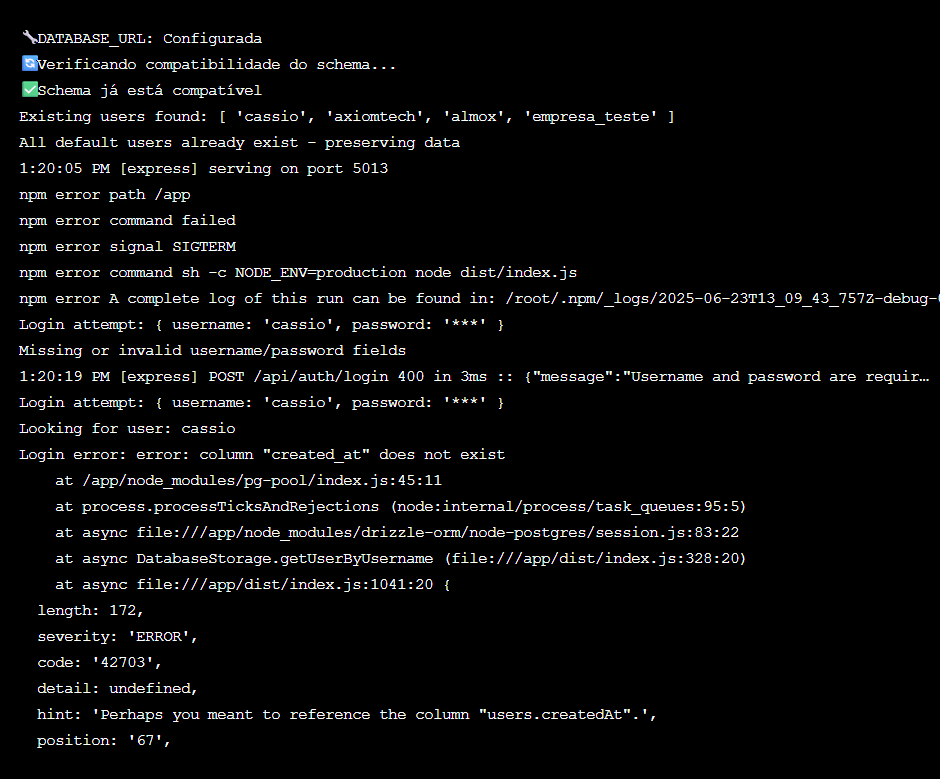 🔧DATABASE_URL: Configurada
🔄Verificando compatibilidade do schema...
✅Schema já está compatível
Existing users found: [ 'cassio', 'axiomtech', 'almox', 'empresa_teste' ]
All default users already exist - preserving data
1:20:05 PM [express] serving on port 5013
npm error path /app
npm error command failed
npm error signal SIGTERM
npm error command sh -c NODE_ENV=production node dist/index.js
npm error A complete log of this run can be found in: /root/.npm/_logs/2025-06-23T13_09_43_757Z-debug-
Login attempt: { username: 'cassio', password: '***' }
Missing or invalid username/password fields
1:20:19 PM [express] POST /api/auth/login 400 in 3ms :: {"message":"Username and password are requir…
Login attempt: { username: 'cassio', password: '***' }
Looking for user: cassio
Login error: error: column "created_at" does not exist
    at /app/node_modules/pg-pool/index.js:45:11
    at process.processTicksAndRejections (node:internal/process/task_queues:95:5)
    at async file:///app/node_modules/drizzle-orm/node-postgres/session.js:83:22
    at async DatabaseStorage.getUserByUsername (file:///app/dist/index.js:328:20)
    at async file:///app/dist/index.js:1041:20 {
  length: 172,
  severity: 'ERROR',
  code: '42703',
  detail: undefined,
  hint: 'Perhaps you meant to reference the column "users.createdAt".',
  position: '67',